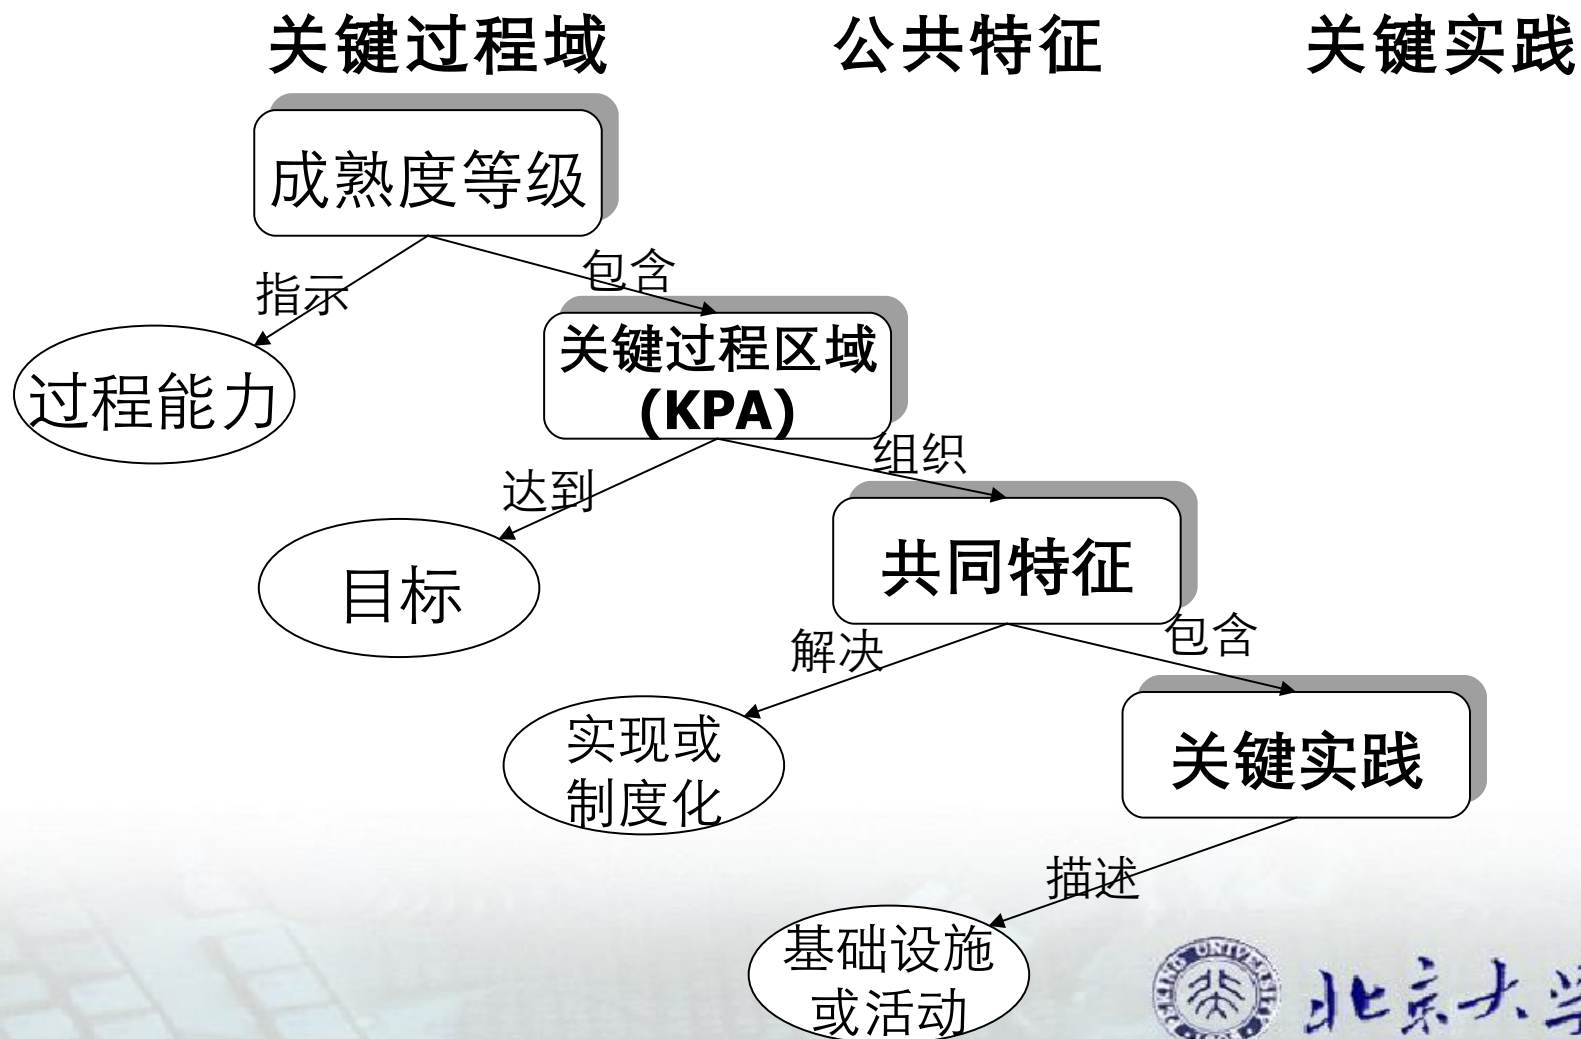 关键过程域 公共特征 关键实践
成熟度等级
指示
包含
过程能力
关键过程区域
(KPA)
达到
组织
目标
共同特征
解决
包含
实现或
制度化
关键实践
描述
基础设施
或活动
北京大学